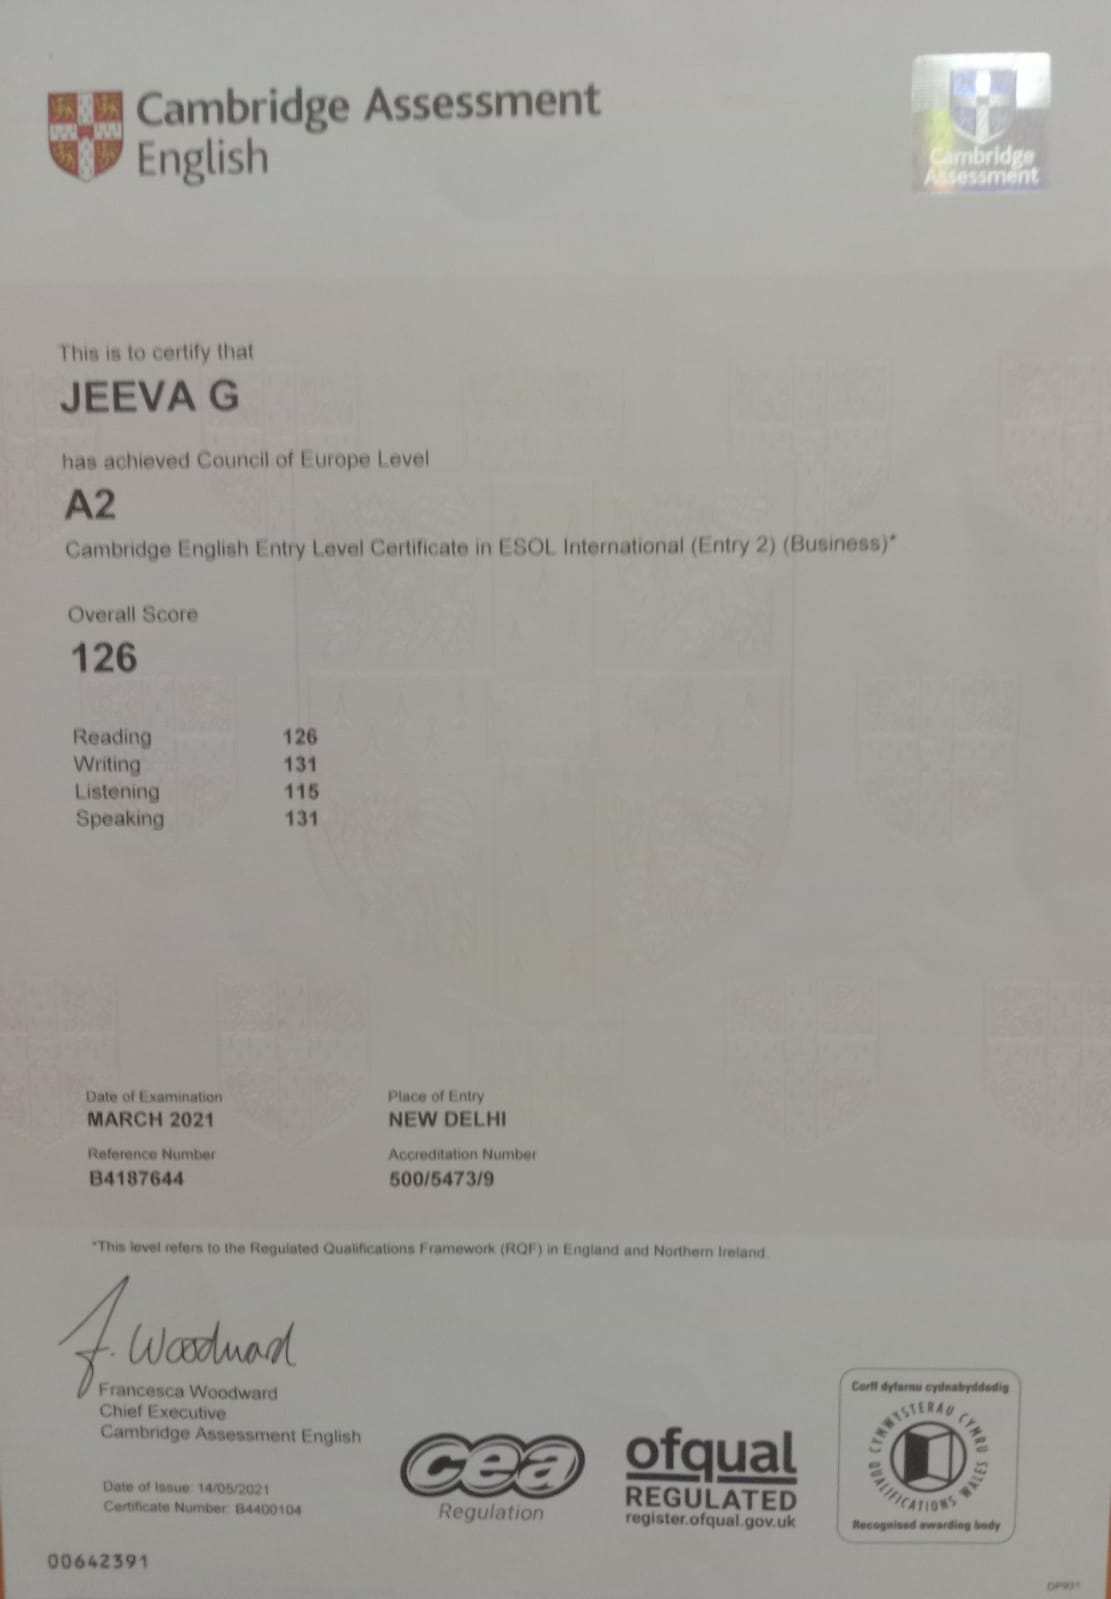 Cambridge Assessment
English
Cambridge
Assessment
This is to certify that
JEEVA G
has achieved Council of Europe Level
A2
Cambridge English Entry Level Certificate in ESOL International (Entry 2) (Business)*
Overall Score
126
Reading 126
Writing 131
Listening 115
Speaking 131
Date of Examination Place of Entry
MARCH 2021 NEW DELHI
Reference Number Accreditation Number
B4187644 500/5473/9
*This level refers to the Regulated Qualifications Framework (RQF) in England and Northern Ireland.
F. Woodward
Francesca Woodward
Chief Executive
Cambridge Assessment English
Date of Issue: 14/05/2021
Certificate Number: B4400104
cea
Regulation
ofqual
REGULATED
register.ofqual.gov.uk
Corff dyfarnu cydnabyddedig
CYMWYSTERAU CYMRU
QUALIFICATIONS WALES
Recognised awarding body
00642391